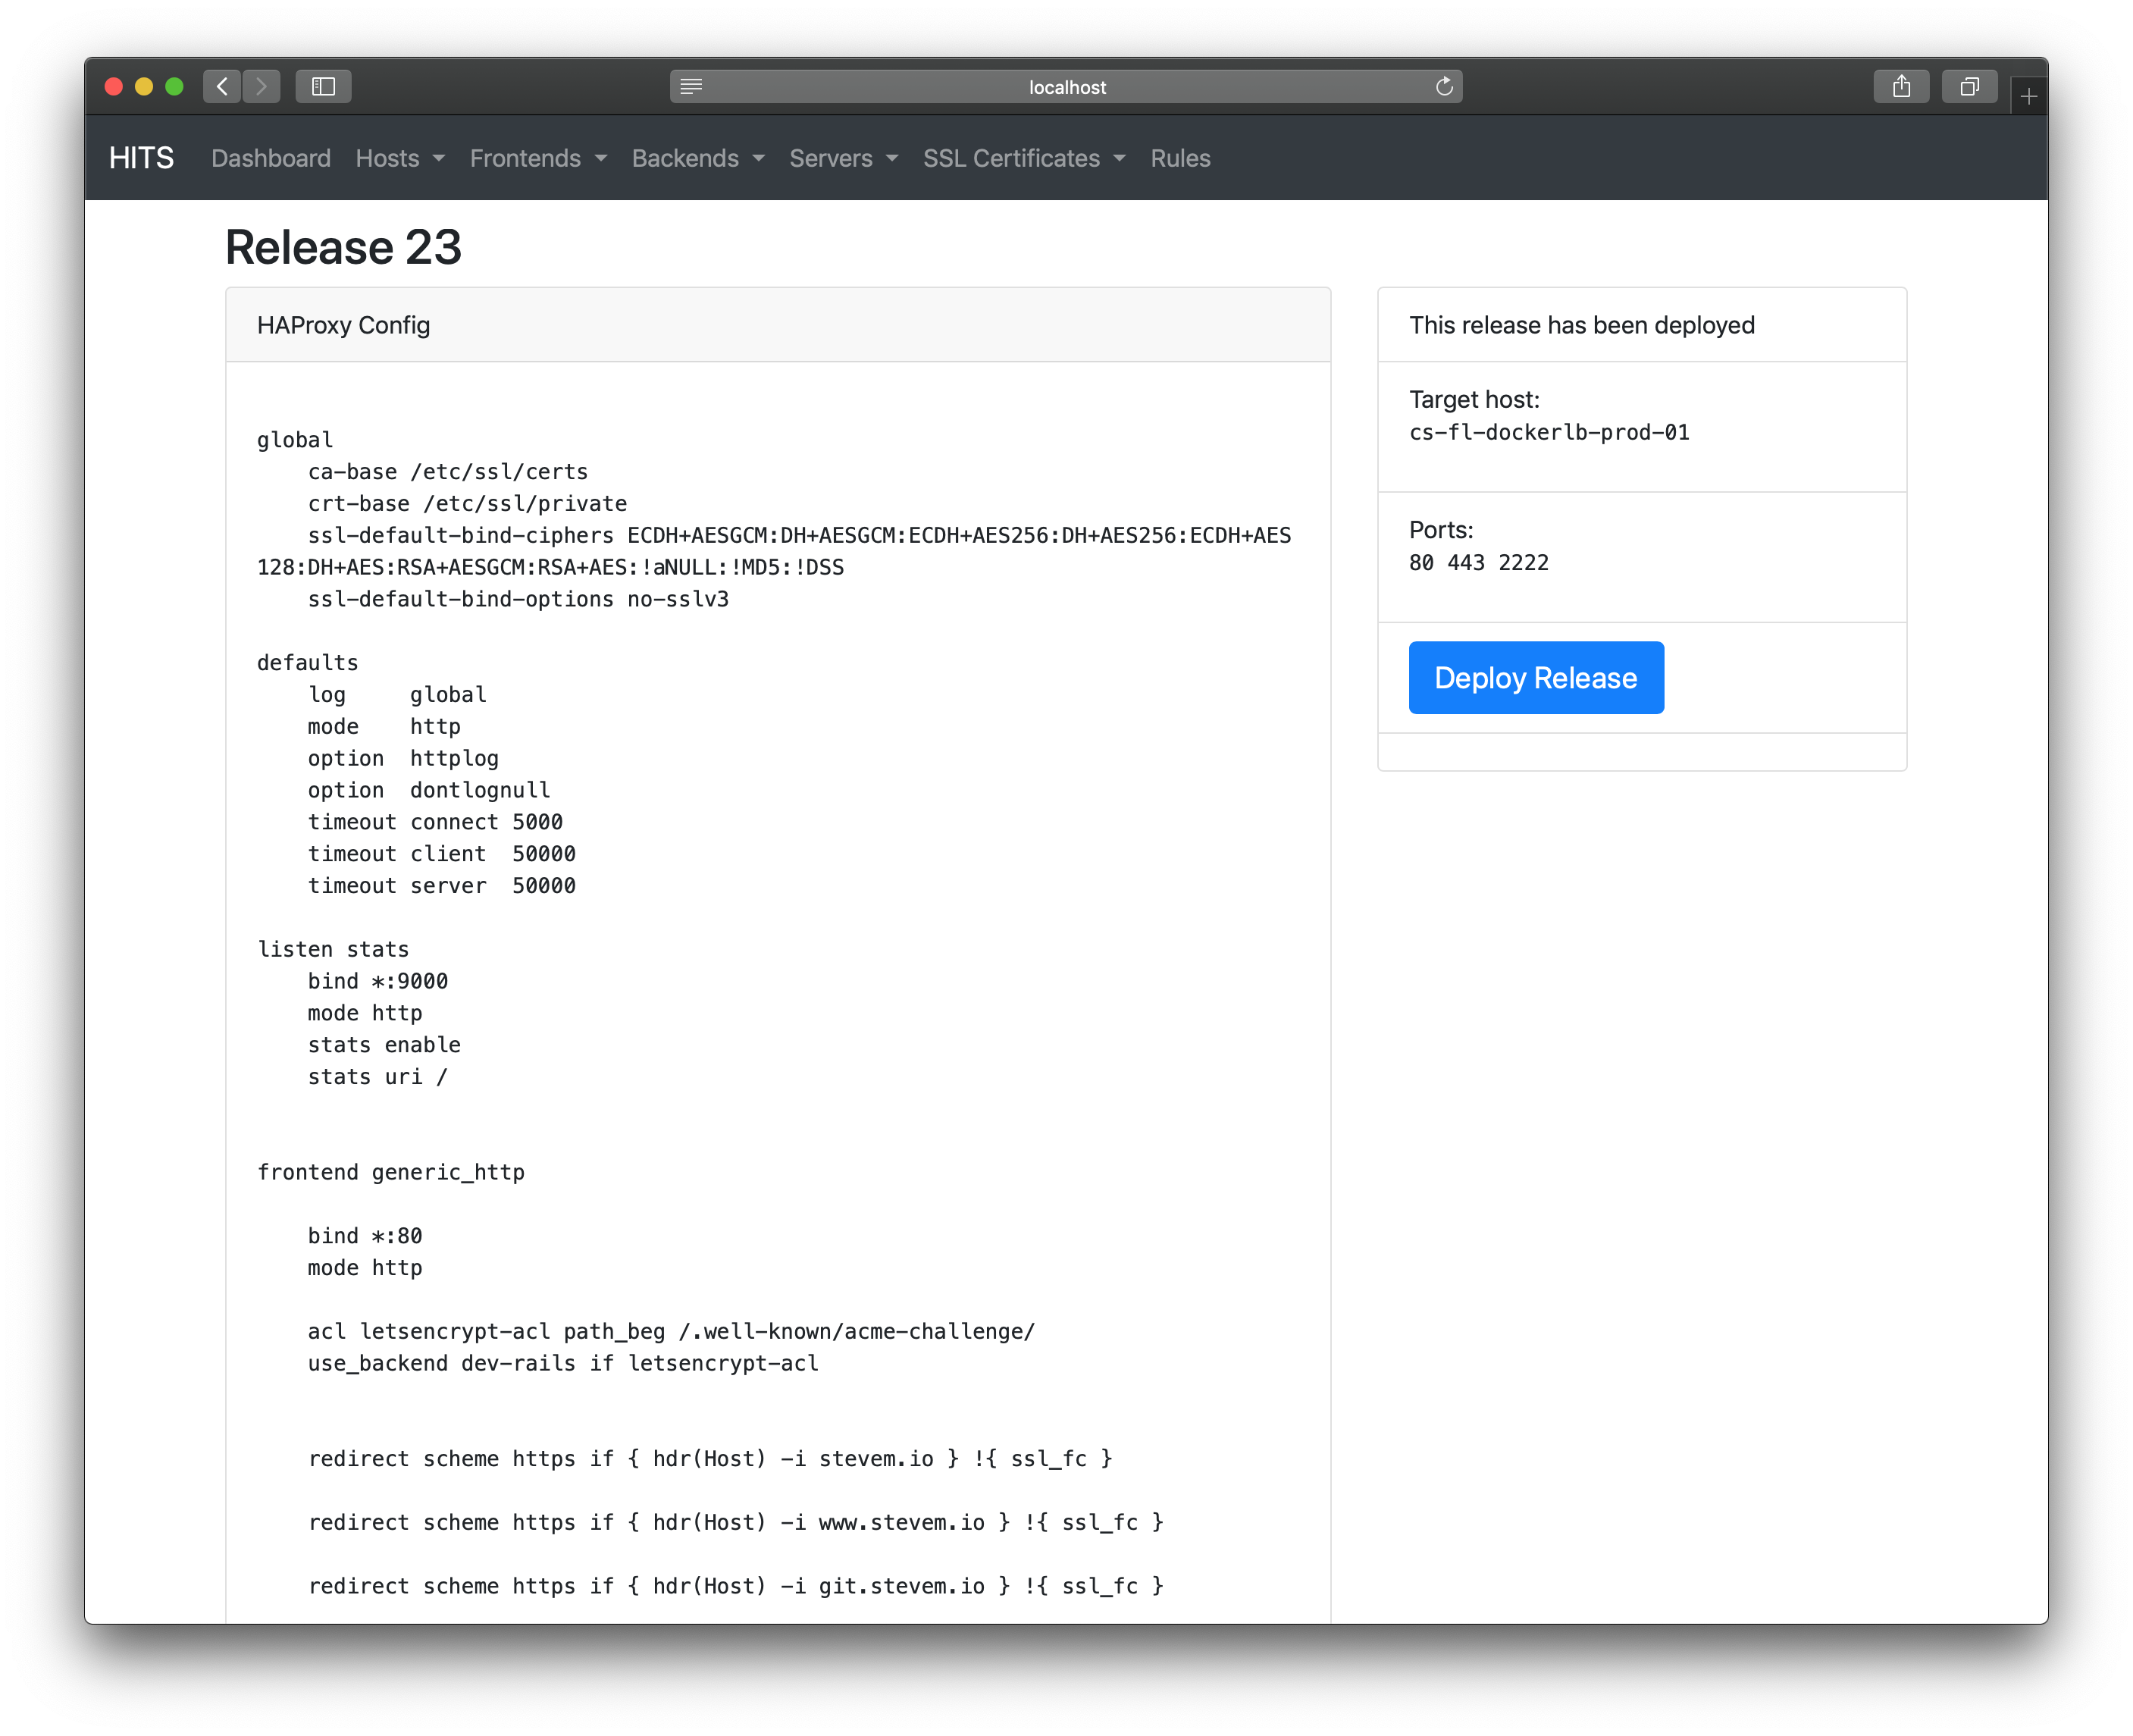 localhost
HITS Dashboard Hosts Frontends Backends Servers SSL Certificates Rules
Release 23
HAProxy Config
global
    ca-base /etc/ssl/certs
    crt-base /etc/ssl/private
    ssl-default-bind-ciphers ECDH+AESGCM:DH+AESGCM:ECDH+AES256:DH+AES256:ECDH+AES
128:DH+AES:RSA+AESGCM:RSA+AES:!aNULL:!MD5:!DSS
    ssl-default-bind-options no-sslv3
defaults
    log     global
    mode    http
    option  httplog
    option  dontlognull
    timeout connect 5000
    timeout client  50000
    timeout server  50000
listen stats
    bind *:9000
    mode http
    stats enable
    stats uri /
frontend generic_http
    bind *:80
    mode http
    acl letsencrypt-acl path_beg /.well-known/acme-challenge/
    use_backend dev-rails if letsencrypt-acl
    redirect scheme https if { hdr(Host) -i stevem.io } !{ ssl_fc }
    redirect scheme https if { hdr(Host) -i www.stevem.io } !{ ssl_fc }
    redirect scheme https if { hdr(Host) -i git.stevem.io } !{ ssl_fc }
This release has been deployed
Target host:
cs-fl-dockerlb-prod-01
Ports:
80 443 2222
Deploy Release